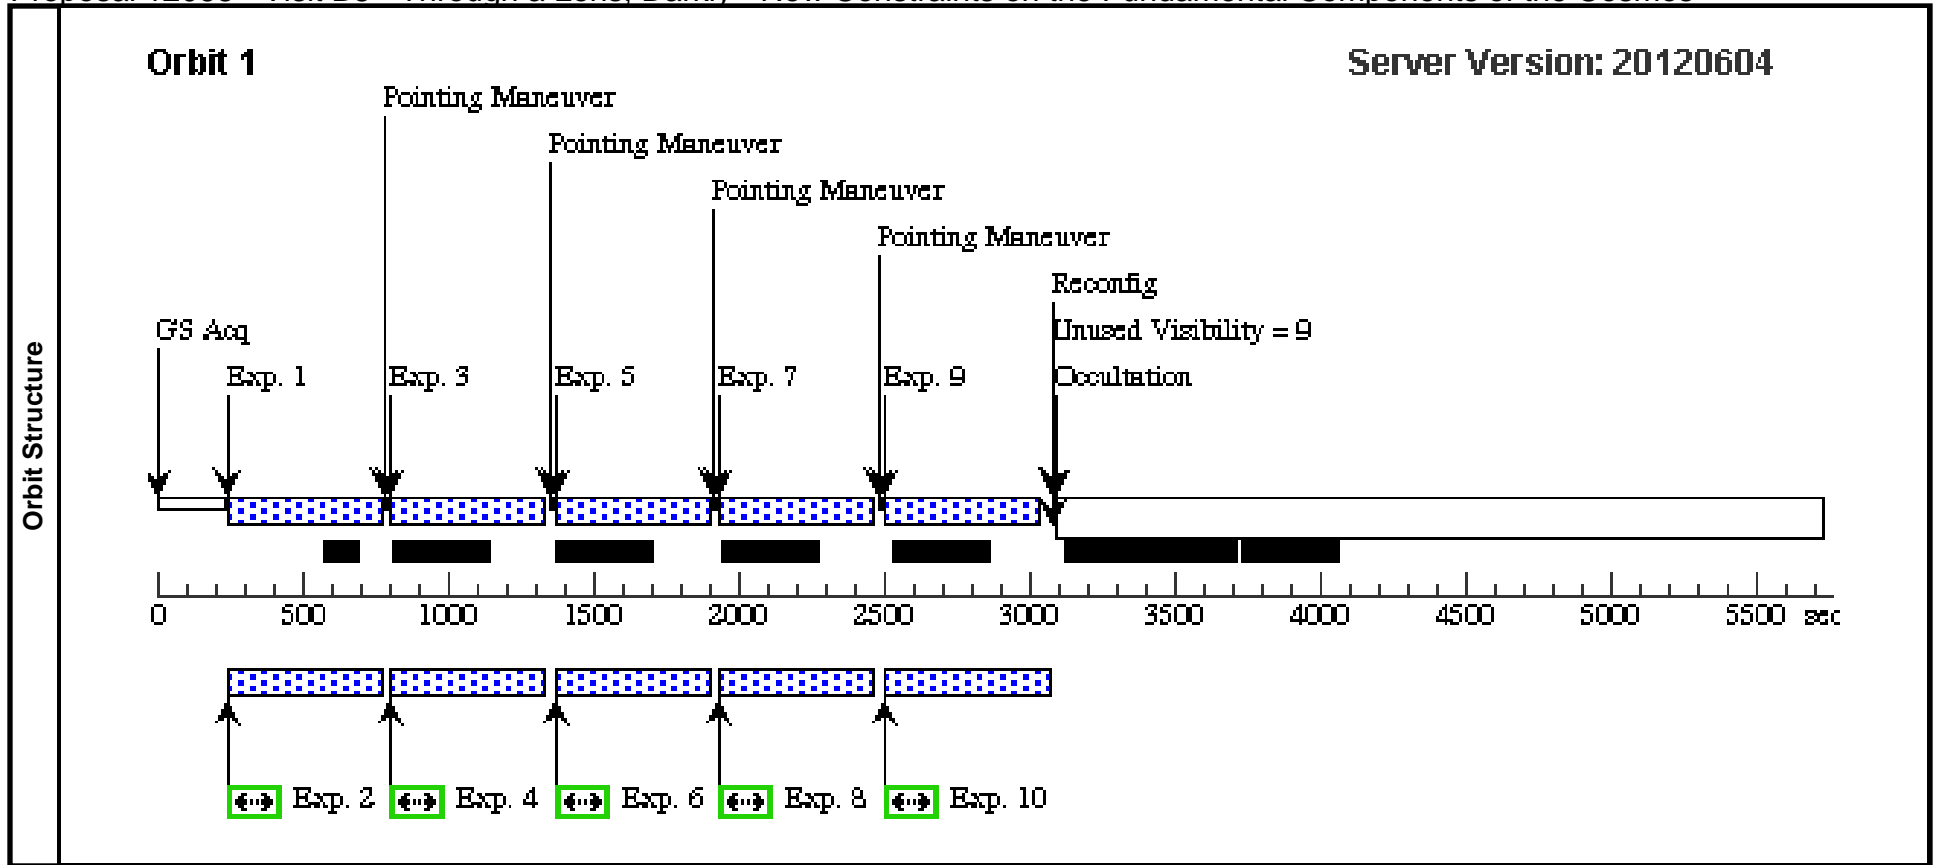 Orbit 1
Server Version: 20120604
Pointing Maneuver
Pointing Maneuver
Pointing Maneuver
Pointing Maneuver
Reconfig
GS Acq
Unused Visibility = 9
Exp. 1
Exp. 3
Exp. 5
Exp. 7
Exp. 9
Occultation
Orbit Structure
0 500 1000 1500 2000 2500 3000 3500 4000 4500 5000 5500 sec
Exp. 2
Exp. 4
Exp. 6
Exp. 8
Exp. 10